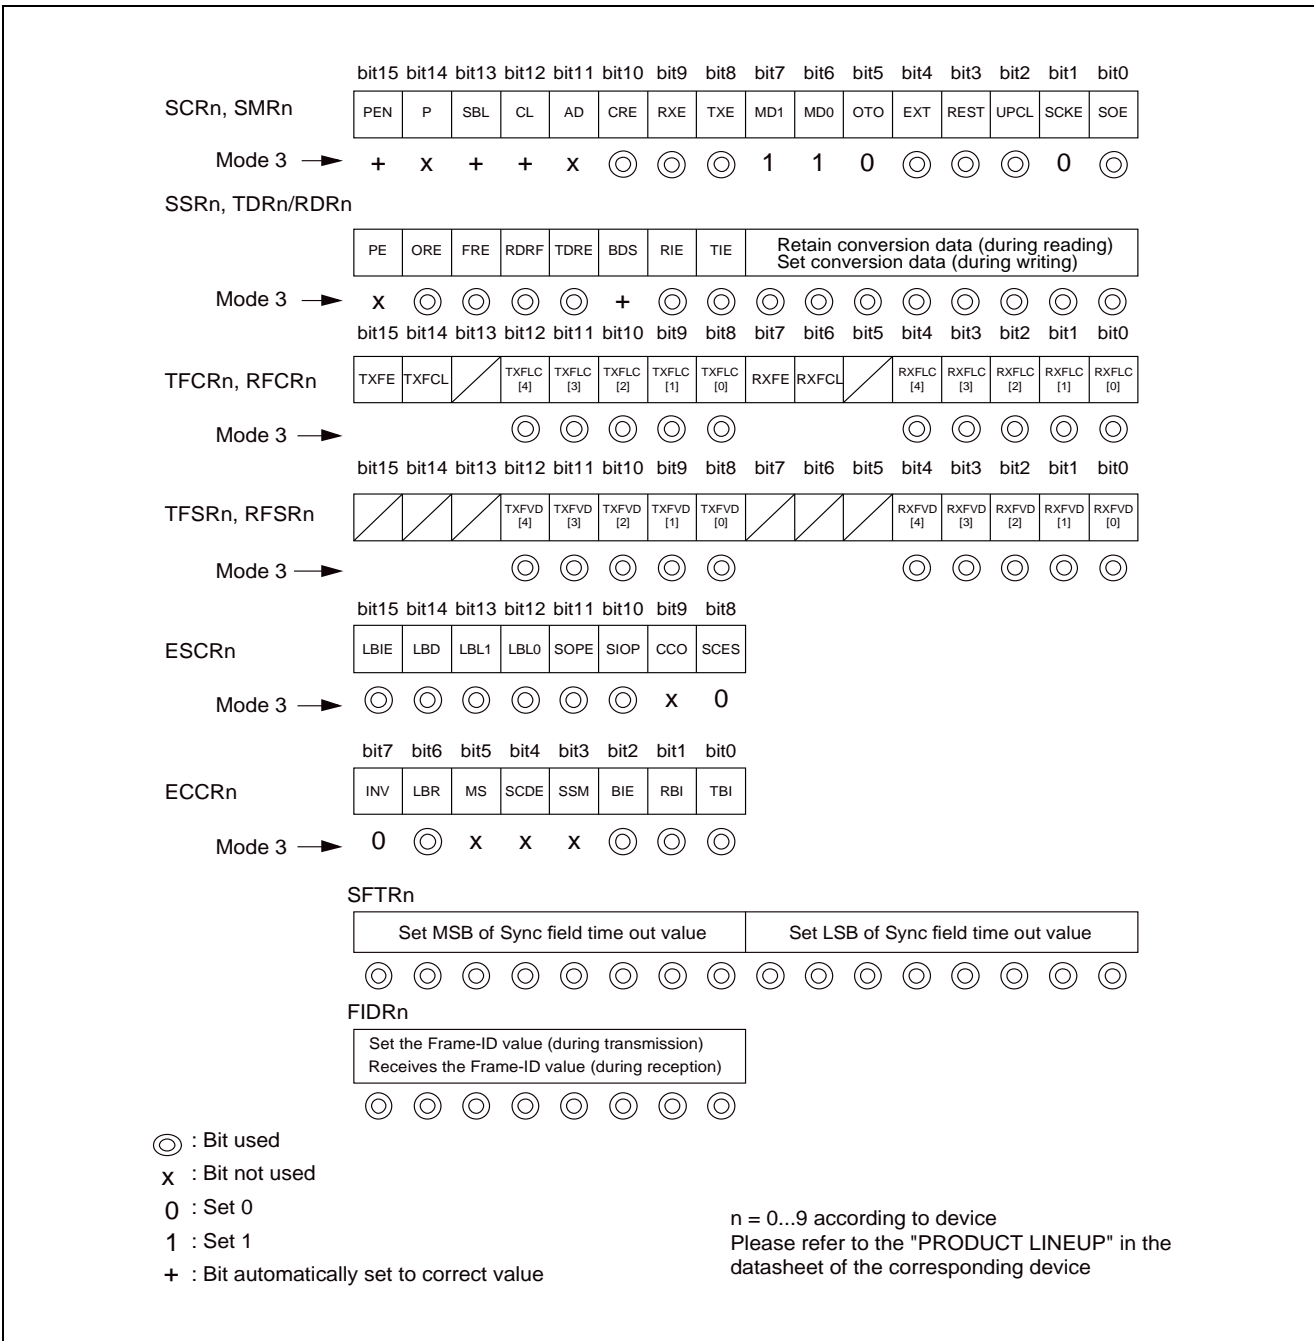 bit15 bit14 bit13 bit12 bit11 bit10 bit9 bit8 bit7 bit6 bit5 bit4 bit3 bit2 bit1 bit0
SCRn, SMRn PEN P SBL CL AD CRE RXE TXE MD1 MD0 OTO EXT REST UPCL SCKE SOE
Mode 3 + x + + x ◎ ◎ ◎ 1 1 0 ◎ ◎ ◎ 0 ◎
SSRn, TDRn/RDRn
PE ORE FRE RDRF TDRE BDS RIE TIE Retain conversion data (during reading)
Set conversion data (during writing)
Mode 3 x ◎ ◎ ◎ ◎ + ◎ ◎ ◎ ◎ ◎ ◎ ◎ ◎ ◎ ◎
bit15 bit14 bit13 bit12 bit11 bit10 bit9 bit8 bit7 bit6 bit5 bit4 bit3 bit2 bit1 bit0
TFCRn, RFCRn TXFE TXFCL TXFLC [4] TXFLC [3] TXFLC [2] TXFLC [1] TXFLC [0] RXFE RXFCL RXFLC [4] RXFLC [3] RXFLC [2] RXFLC [1] RXFLC [0]
Mode 3 ◎ ◎ ◎ ◎ ◎ ◎ ◎ ◎ ◎ ◎
bit15 bit14 bit13 bit12 bit11 bit10 bit9 bit8 bit7 bit6 bit5 bit4 bit3 bit2 bit1 bit0
TFSRn, RFSRn TXFVD [4] TXFVD [3] TXFVD [2] TXFVD [1] TXFVD [0] RXFVD [4] RXFVD [3] RXFVD [2] RXFVD [1] RXFVD [0]
Mode 3 ◎ ◎ ◎ ◎ ◎ ◎ ◎ ◎ ◎ ◎
bit15 bit14 bit13 bit12 bit11 bit10 bit9 bit8
ESCRn LBIE LBD LBL1 LBL0 SOPE SIOP CCO SCES
Mode 3 ◎ ◎ ◎ ◎ ◎ ◎ x 0
bit7 bit6 bit5 bit4 bit3 bit2 bit1 bit0
ECCRn INV LBR MS SCDE SSM BIE RBI TBI
Mode 3 0 ◎ x x x ◎ ◎ ◎
SFTRn
Set MSB of Sync field time out value Set LSB of Sync field time out value
◎ ◎ ◎ ◎ ◎ ◎ ◎ ◎ ◎ ◎ ◎ ◎ ◎ ◎ ◎ ◎
FIDRn
Set the Frame-ID value (during transmission)
Receives the Frame-ID value (during reception)
◎ ◎ ◎ ◎ ◎ ◎ ◎ ◎
◎ : Bit used
x : Bit not used
0 : Set 0
1 : Set 1
+ : Bit automatically set to correct value
n = 0...9 according to device
Please refer to the "PRODUCT LINEUP" in the
datasheet of the corresponding device